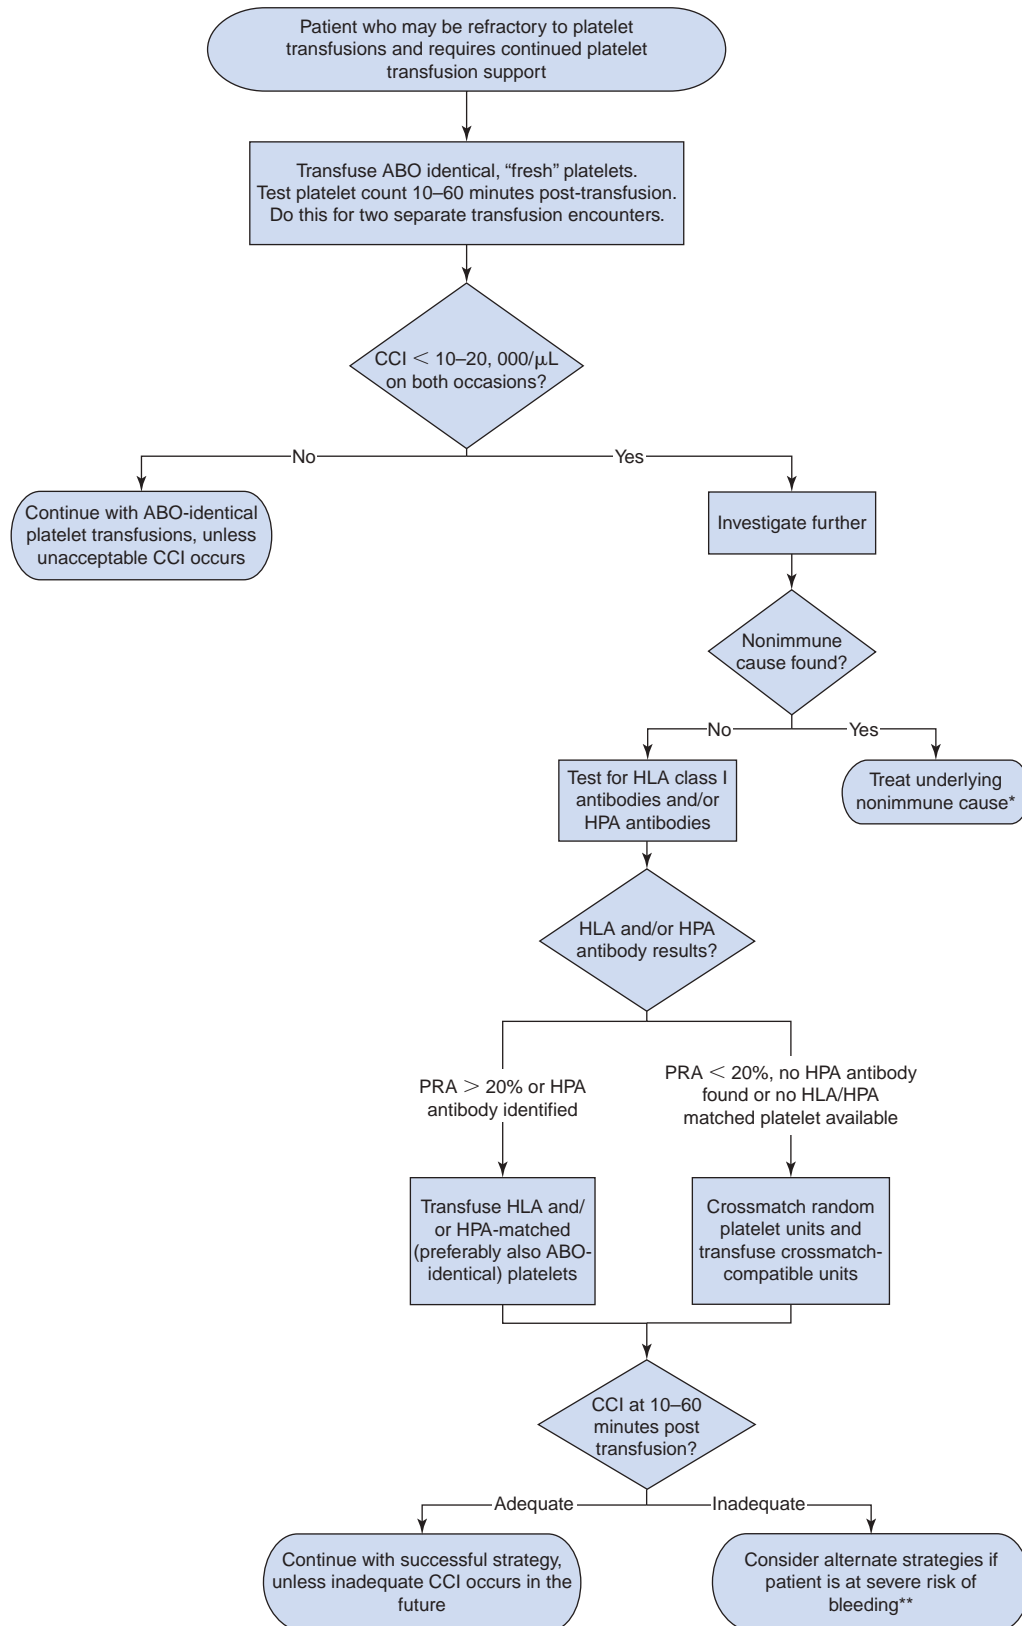 Patient who may be refractory to platelet
transfusions and requires continued platelet
transfusion support
Transfuse ABO identical, “fresh” platelets.
Test platelet count 10–60 minutes post-transfusion.
Do this for two separate transfusion encounters.
CCI < 10–20, 000/μL
on both occasions?
No
Yes
Continue with ABO-identical
platelet transfusions, unless
unacceptable CCI occurs
Investigate further
Nonimmune
cause found?
No
Yes
Test for HLA class I
antibodies and/or
HPA antibodies
Treat underlying
nonimmune cause*
HLA and/or HPA
antibody results?
PRA > 20% or HPA
antibody identified
PRA < 20%, no HPA antibody
found or no HLA/HPA
matched platelet available
Transfuse HLA and/
or HPA-matched
(preferably also ABO-
identical) platelets
Crossmatch random
platelet units and
transfuse crossmatch-
compatible units
CCI at 10–60
minutes post
transfusion?
Adequate
Inadequate
Continue with successful strategy,
unless inadequate CCI occurs in the
future
Consider alternate strategies if
patient is at severe risk of
bleeding**